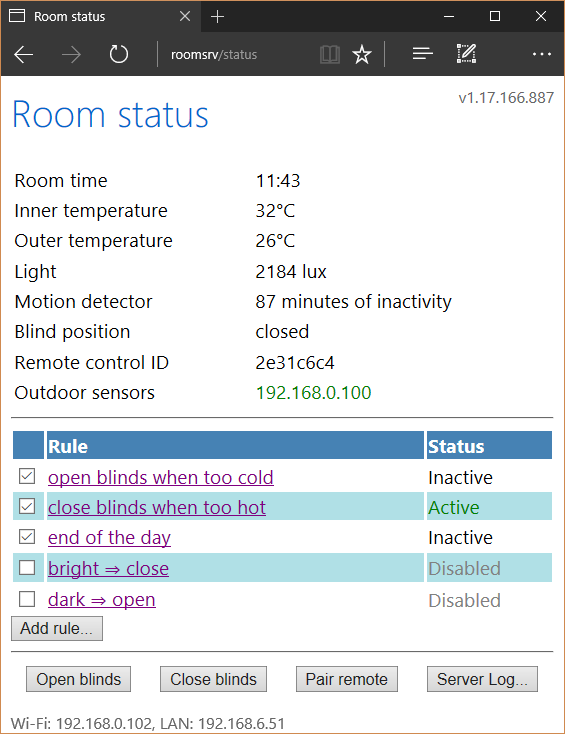 Room status
roomsrv/status
v1.17.166.887
Room status
Room time 11:43
Inner temperature 32°C
Outer temperature 26°C
Light 2184 lux
Motion detector 87 minutes of inactivity
Blind position closed
Remote control ID 2e31c6c4
Outdoor sensors 192.168.0.100
Rule Status
open blinds when too cold Inactive
close blinds when too hot Active
end of the day Inactive
bright ⇒ close Disabled
dark ⇒ open Disabled
Add rule...
Open blinds Close blinds Pair remote Server Log...
Wi-Fi: 192.168.0.102, LAN: 192.168.6.51